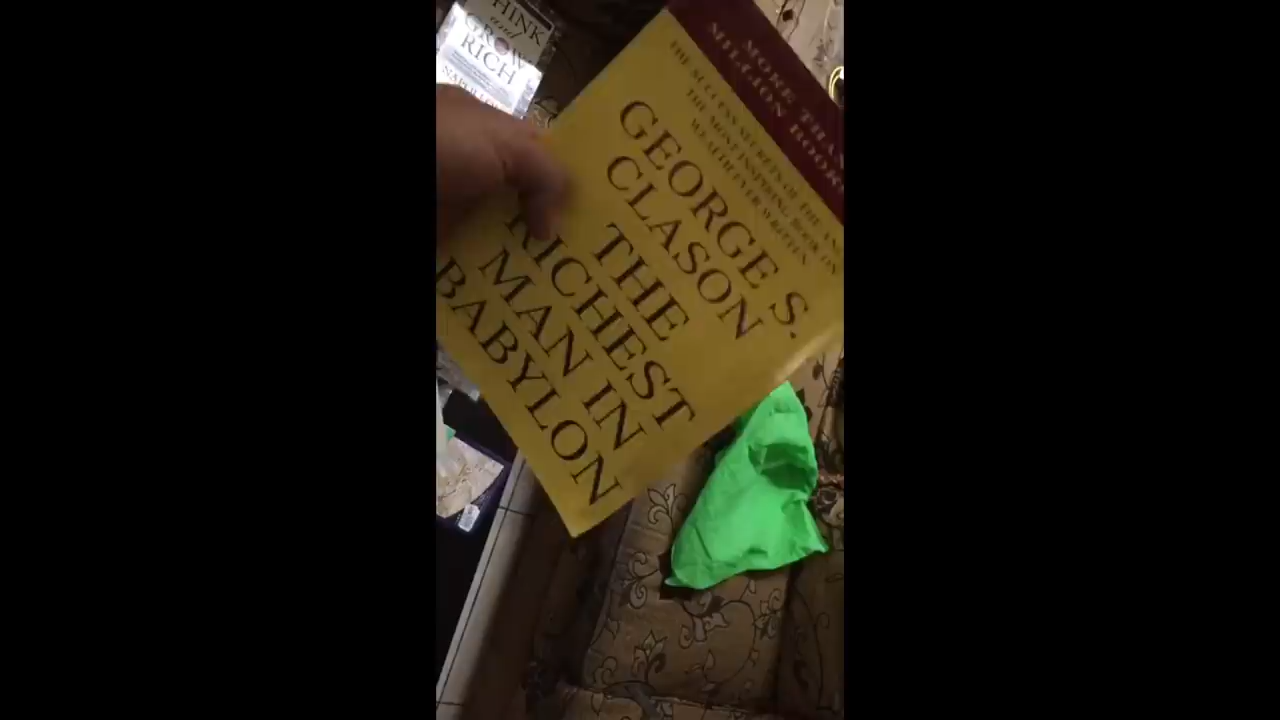 THINK
and
GROW
RICH
MORE THAN
MILLION BOOKS
THE SUCCESS SECRETS OF THE
THE MOST INSPIRING BOOK ON
WEALTH EVER WRITTEN
GEORGE S.
CLASON
THE
RICHEST
MAN IN
BABYLON